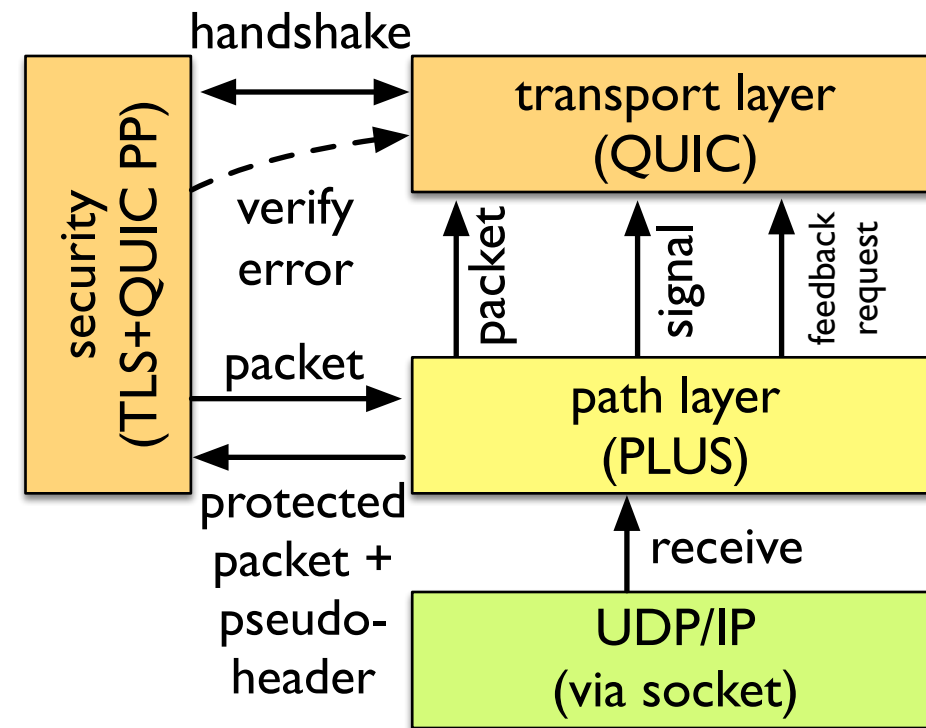 handshake
security
(TLS+QUIC PP)
transport layer
(QUIC)
verify
error
packet
signal
feedback
request
packet
path layer
(PLUS)
protected
packet +
pseudo-
header
receive
UDP/IP
(via socket)